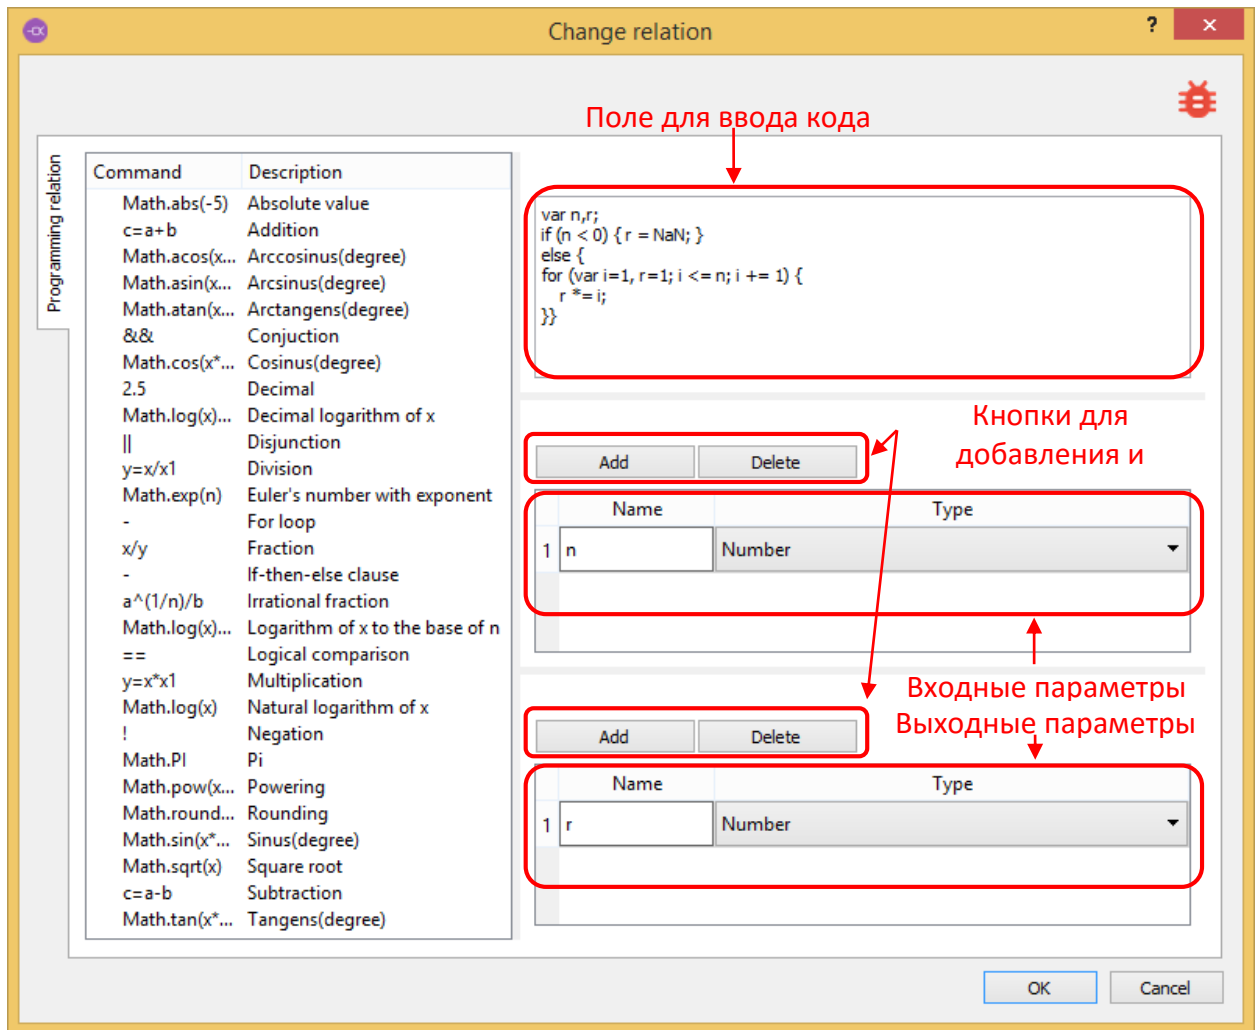 Change relation
?
×
Поле для ввода кода
Programming relation
Command Description
Math.abs(-5) Absolute value
c=a+b Addition
Math.acos(x... Arccosinus(degree)
Math.asin(x... Arcsinus(degree)
Math.atan(x... Arctangens(degree)
&& Conjuction
Math.cos(x*... Cosinus(degree)
2.5 Decimal
Math.log(x)... Decimal logarithm of x
|| Disjunction
y=x/x1 Division
Math.exp(n) Euler's number with exponent
- For loop
x/y Fraction
- If-then-else clause
a^(1/n)/b Irrational fraction
Math.log(x)... Logarithm of x to the base of n
== Logical comparison
y=x*x1 Multiplication
Math.log(x) Natural logarithm of x
! Negation
Math.PI Pi
Math.pow(x... Powering
Math.round... Rounding
Math.sin(x*... Sinus(degree)
Math.sqrt(x) Square root
c=a-b Subtraction
Math.tan(x*... Tangens(degree)
var n,r;
if (n < 0) { r = NaN; }
else {
for (var i=1, r=1; i <= n; i += 1) {
r *= i;
}}
Кнопки для
добавления и
Add Delete
Name Type
1 n Number
Входные параметры
Выходные параметры
Add Delete
Name Type
1 r Number
OK Cancel